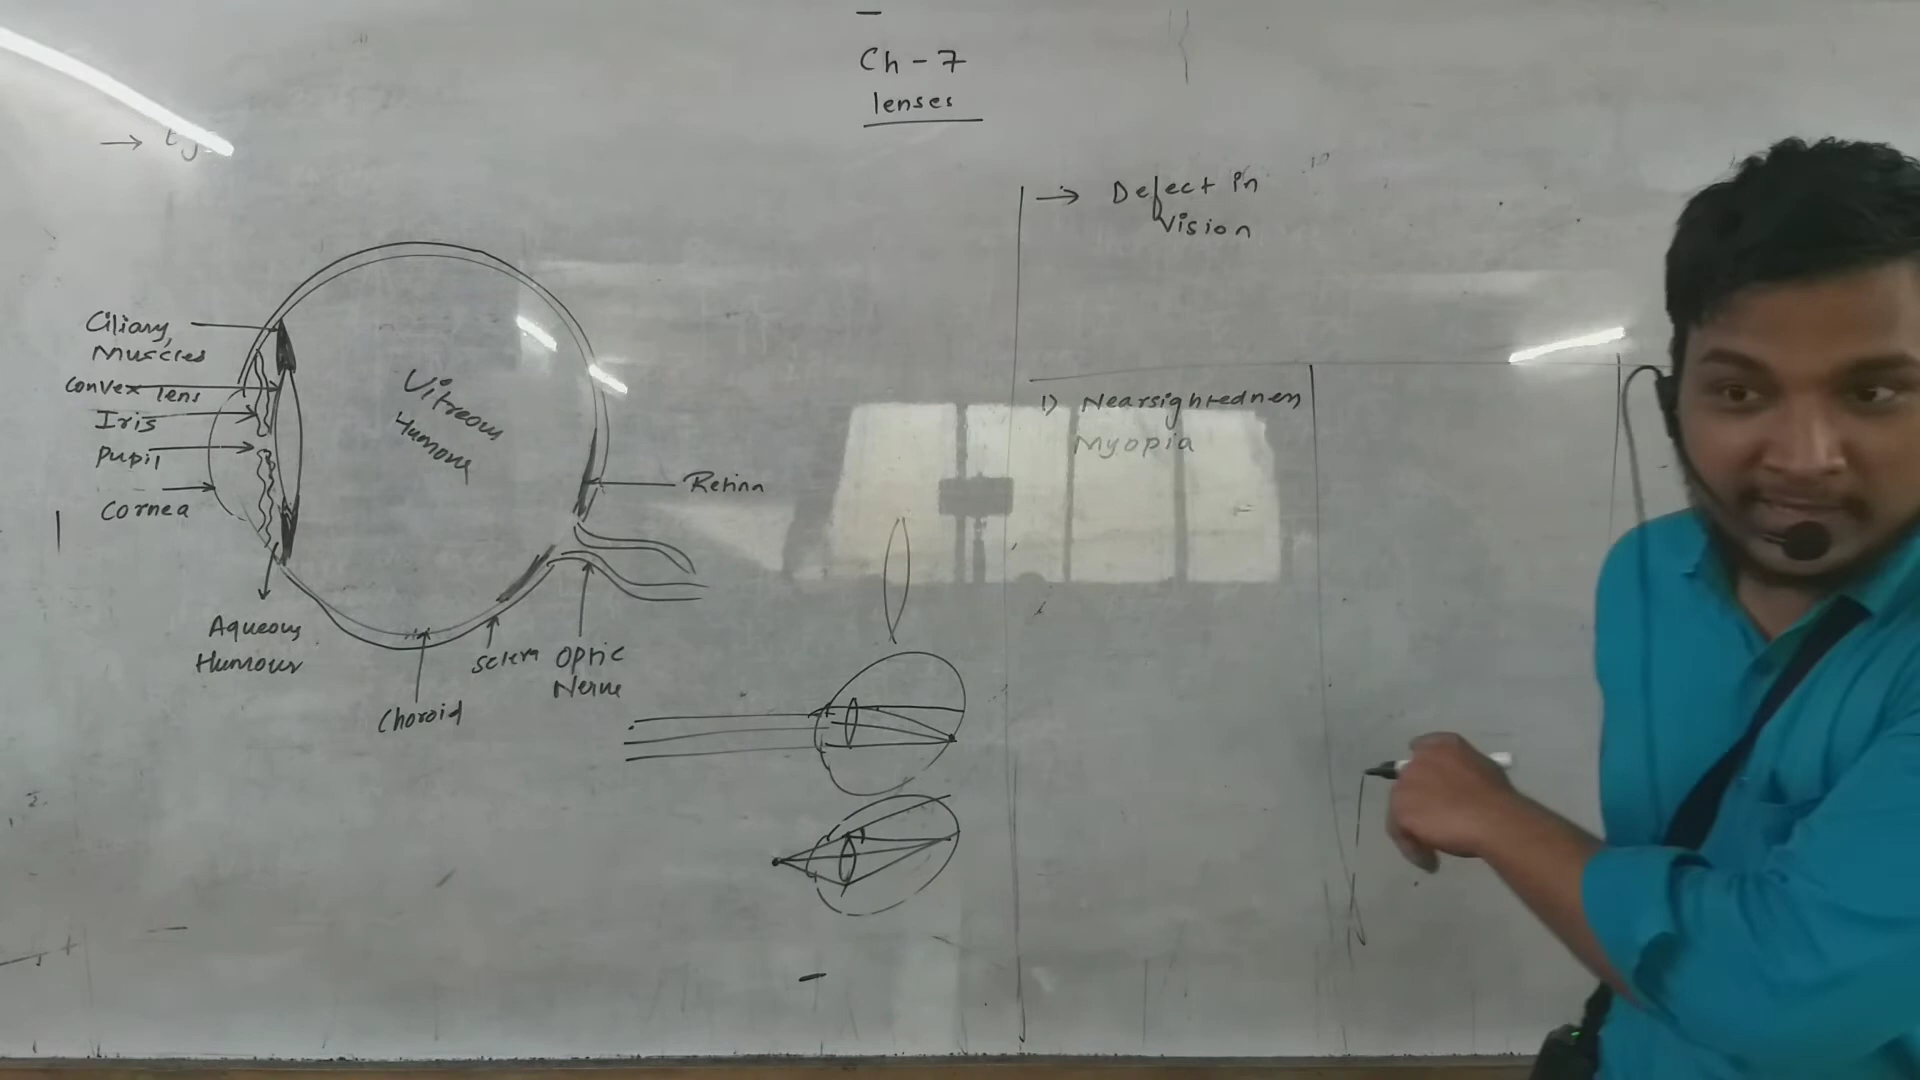 Ch - 7
lenses
→
→ Defect in
Vision
Ciliary
Muscles
Convex lens
Iris
Pupil
Cornea
Vitreous
Humour
Retina
Aqueous
Humour
Choroid
Sclera
Optic
Nerve
1) Nearsightedness
Myopia